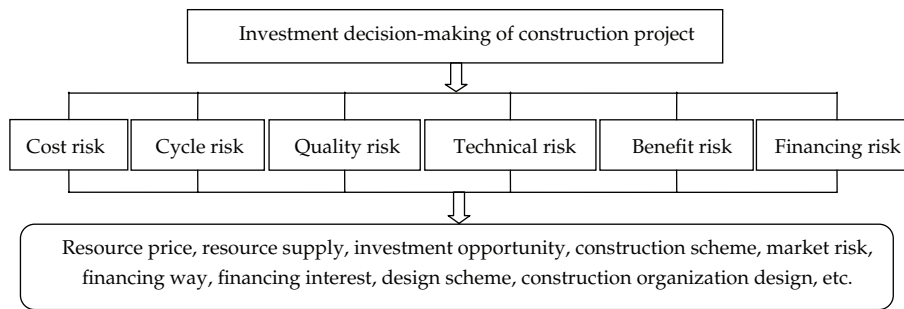 Investment decision-making of construction project
Cost risk
Cycle risk
Quality risk
Technical risk
Benefit risk
Financing risk
Resource price, resource supply, investment opportunity, construction scheme, market risk,
financing way, financing interest, design scheme, construction organization design, etc.